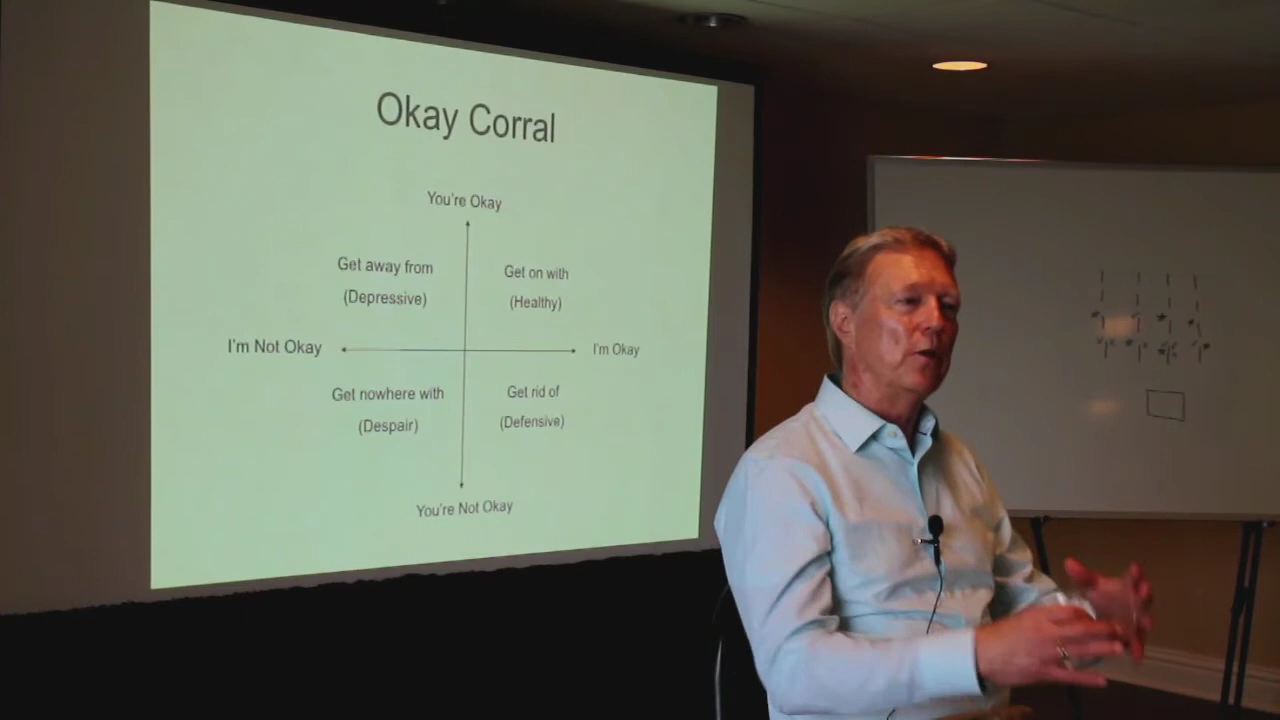 Okay Corral
You're Okay
Get away from
(Depressive)
Get on with
(Healthy)
I'm Not Okay
I'm Okay
Get nowhere with
(Despair)
Get rid of
(Defensive)
You're Not Okay